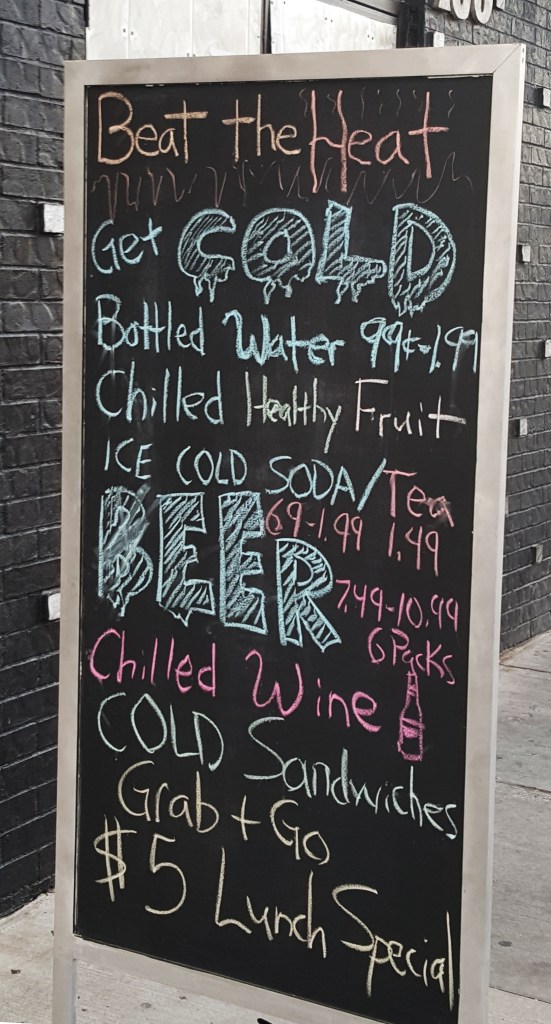 Beat the Heat
Get COLD
Bottled Water 99¢-1.99
Chilled Healthy Fruit
ICE COLD SODA/Tea
69-1.99 1.49
BEER 7.49-10.99
6 Packs
Chilled Wine
COLD Sandwiches
Grab + Go
$5 Lunch Special